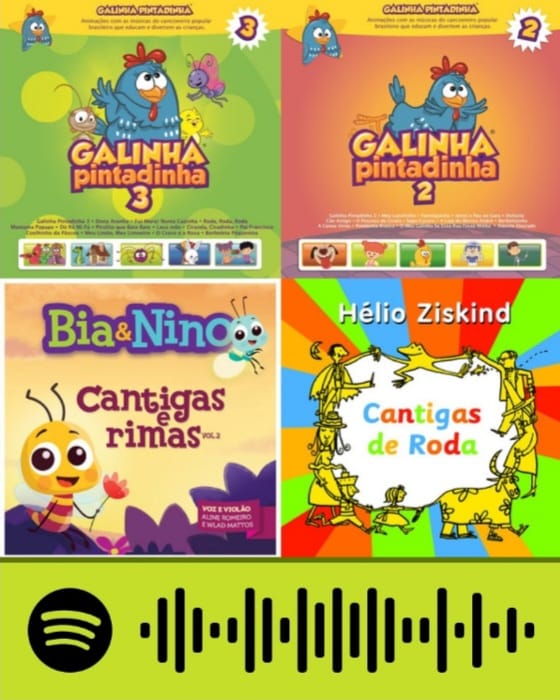 GALINHA PINTADINHA
Animações com as músicas do cancioneiro popular
brasileiro que educam e divertem as crianças.
3
GALINHA
pintadinha
3
GALINHA PINTADINHA
Animações com as músicas do cancioneiro popular
brasileiro que educam e divertem as crianças.
2
GALINHA
pintadinha
2
Bia&Nino
Cantigas
e
rimas VOL.2
VOZ E VIOLÃO
ALINE ROMEIRO
E WLAD MATTOS
Hélio Ziskind
Cantigas
de Roda